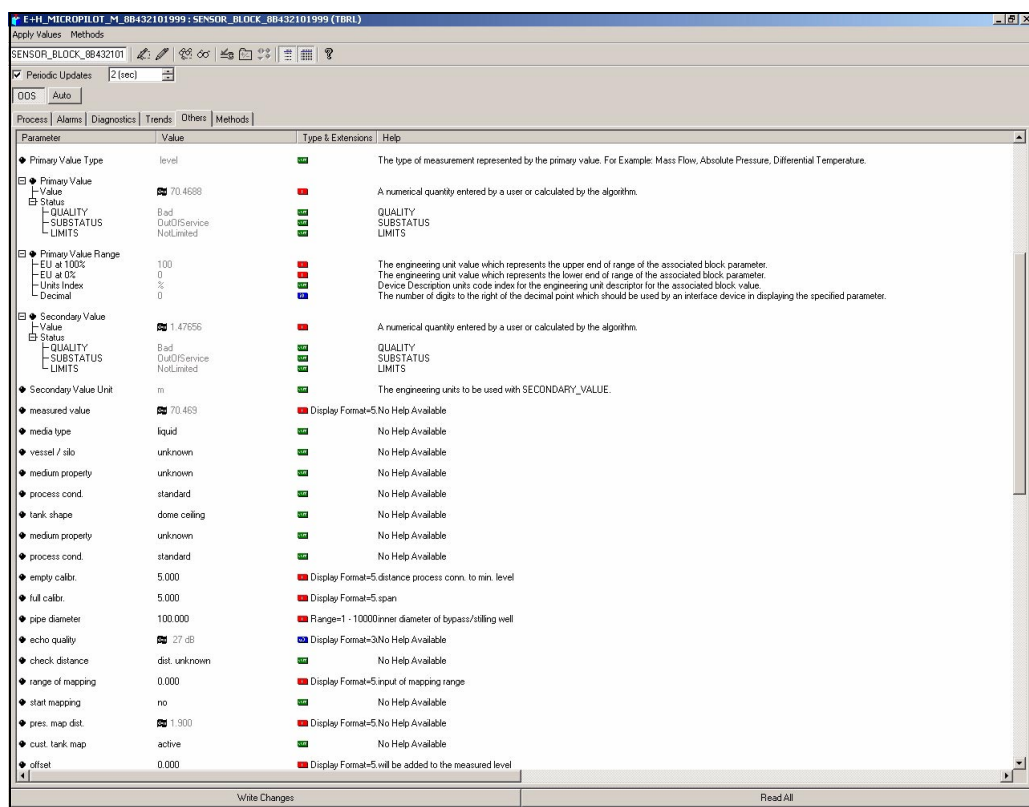 E+H_MICROPILOT_M_8B432101999 : SENSOR_BLOCK_8B432101999 (TBRL)
Apply Values Methods
SENSOR_BLOCK_8B432101
Periodic Updates 2 (sec)
OOS Auto
Process Alarms Diagnostics Trends Others Methods
Parameter Value Type & Extensions Help
Primary Value Type level The type of measurement represented by the primary value. For Example: Mass Flow, Absolute Pressure, Differential Temperature.
Primary Value
Value 70.4688 A numerical quantity entered by a user or calculated by the algorithm.
Status
QUALITY Bad QUALITY
SUBSTATUS OutOfService SUBSTATUS
LIMITS NotLimited LIMITS
Primary Value Range
EU at 100% 100 The engineering unit value which represents the upper end of range of the associated block parameter.
EU at 0% 0 The engineering unit value which represents the lower end of range of the associated block parameter.
Units Index % Device Description units code index for the engineering unit descriptor for the associated block value.
Decimal 0 The number of digits to the right of the decimal point which should be used by an interface device in displaying the specified parameter.
Secondary Value
Value 1.47656 A numerical quantity entered by a user or calculated by the algorithm.
Status
QUALITY Bad QUALITY
SUBSTATUS OutOfService SUBSTATUS
LIMITS NotLimited LIMITS
Secondary Value Unit m The engineering units to be used with SECONDARY_VALUE.
measured value 70.469 Display Format=5. No Help Available
media type liquid No Help Available
vessel / silo unknown No Help Available
medium property unknown No Help Available
process cond. standard No Help Available
tank shape dome ceiling No Help Available
medium property unknown No Help Available
process cond. standard No Help Available
empty calibr. 5.000 Display Format=5. distance process conn. to min. level
full calibr. 5.000 Display Format=5. span
pipe diameter 100.000 Range=1 - 10000 inner diameter of bypass/stilling well
echo quality 27 dB Display Format=3 No Help Available
check distance dist. unknown No Help Available
range of mapping 0.000 Display Format=5. input of mapping range
start mapping no No Help Available
pres. map dist. 1.900 Display Format=5. No Help Available
cust. tank map active No Help Available
offset 0.000 Display Format=5. will be added to the measured level
Write Changes Read All